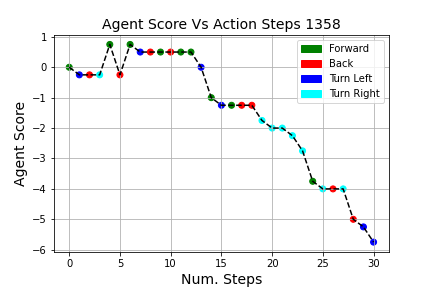 Agent Score Vs Action Steps 1358
Agent Score
1
0
−1
−2
−3
−4
−5
−6
Forward
Back
Turn Left
Turn Right
0 5 10 15 20 25 30
Num. Steps